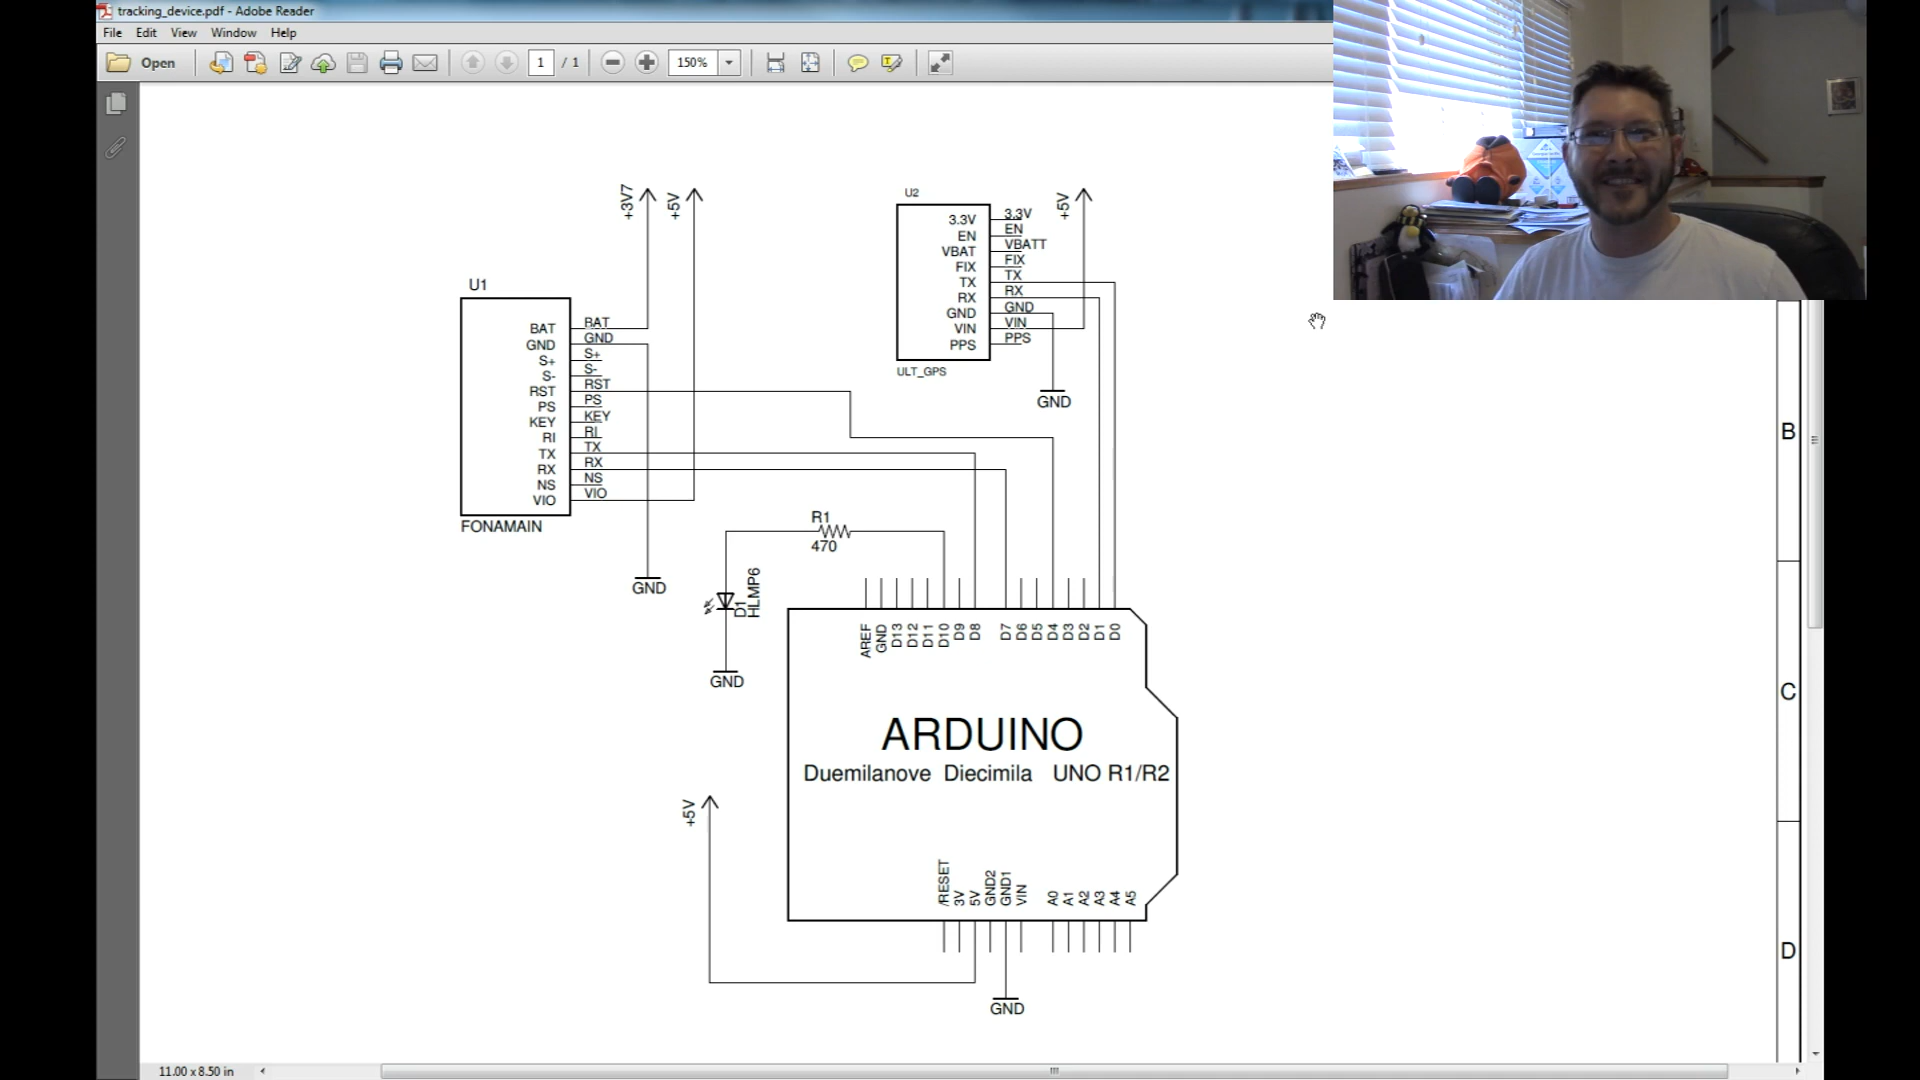 tracking_device.pdf - Adobe Reader
File Edit View Window Help
Open 1 / 1 150%
+3V7
+5V
U1
BAT BAT
GND GND
S+ S+
S- S-
RST RST
PS PS
KEY KEY
RI RI
TX TX
RX RX
NS NS
VIO VIO
FONAMAIN
GND
U2
+5V
3.3V 3.3V
EN EN
VBAT VBATT
FIX FIX
TX TX
RX RX
GND GND
VIN VIN
PPS PPS
ULT_GPS
GND
B
R1
470
D1
HLMP6
GND
AREF GND D13 D12 D11 D10 D9 D8 D7 D6 D5 D4 D3 D2 D1 D0
C
ARDUINO
Duemilanove Diecimila UNO R1/R2
+5V
/RESET 3V 5V GND2 GND1 VIN A0 A1 A2 A3 A4 A5
D
GND
11.00 x 8.50 in